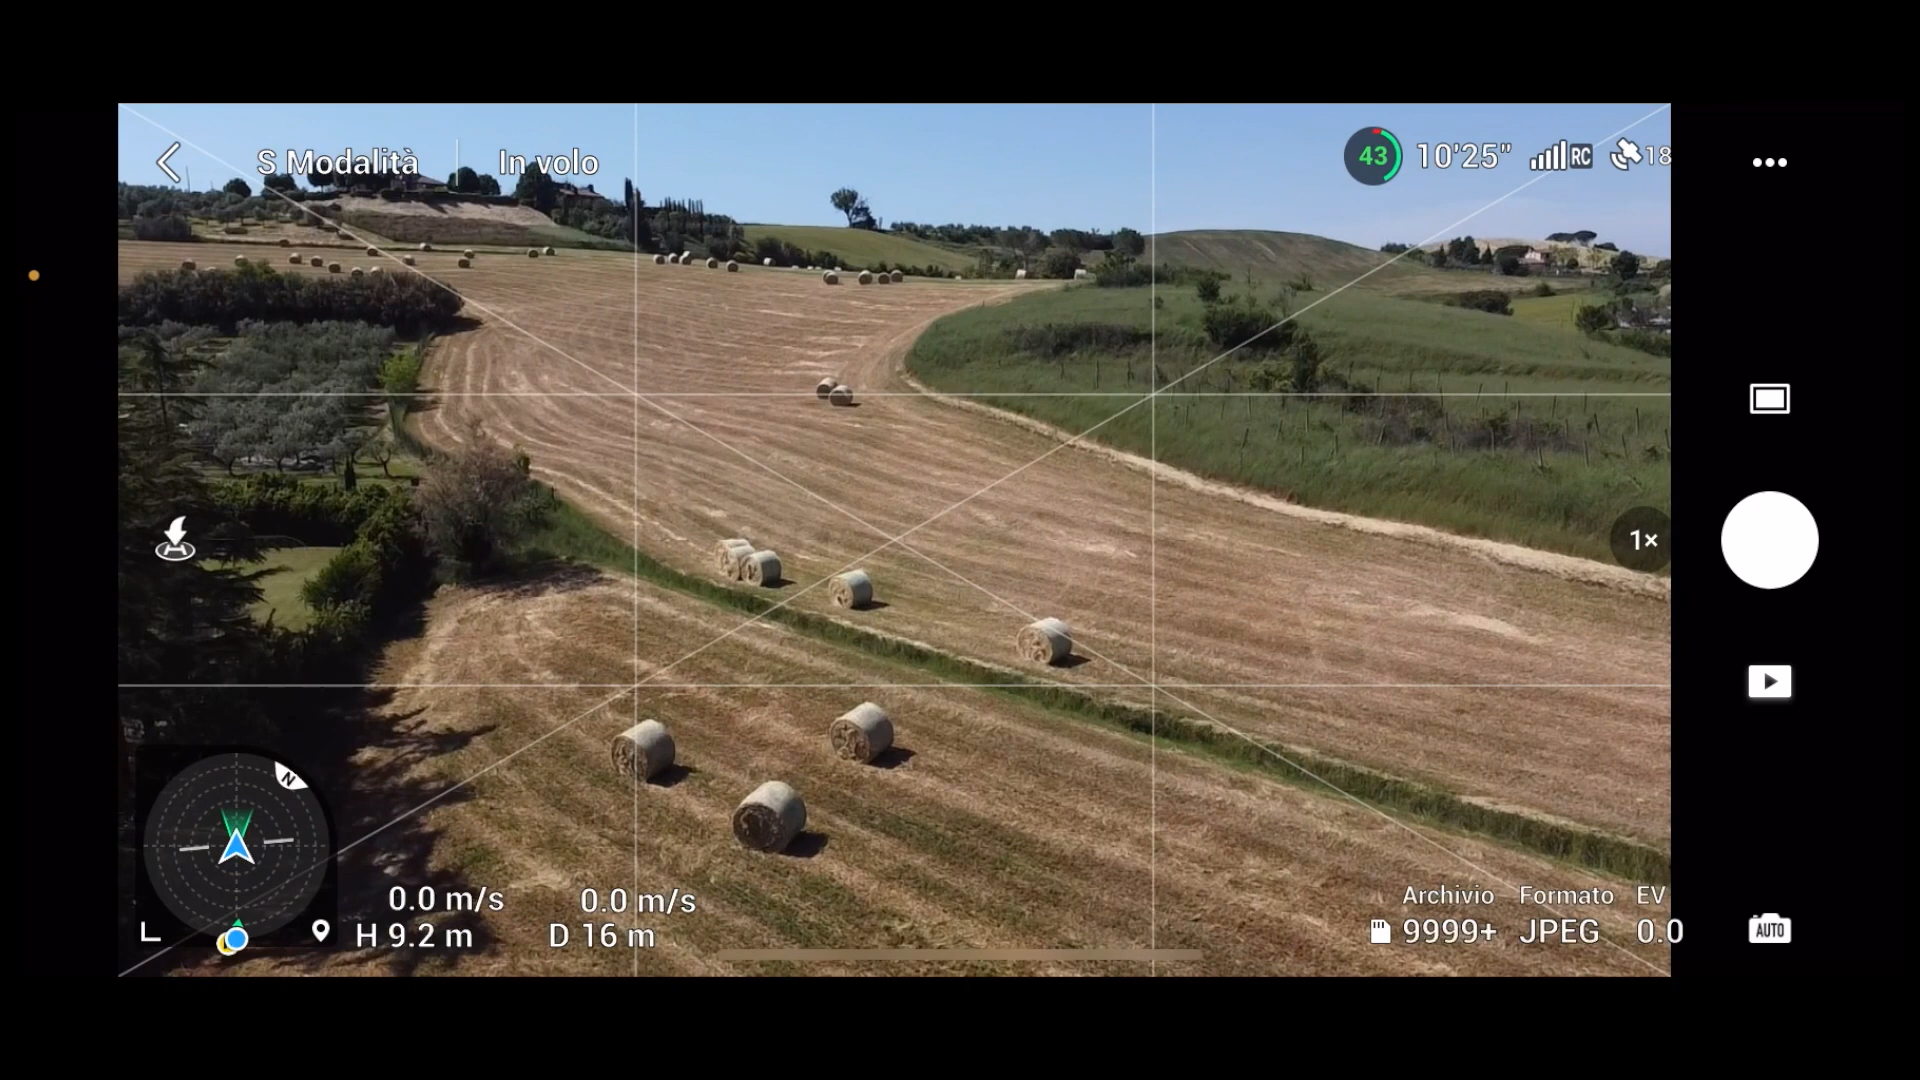 S Modalità In volo 43 10'25" RC 18
1×
N
0.0 m/s 0.0 m/s
H 9.2 m D 16 m
Archivio Formato EV
9999+ JPEG 0.0
AUTO